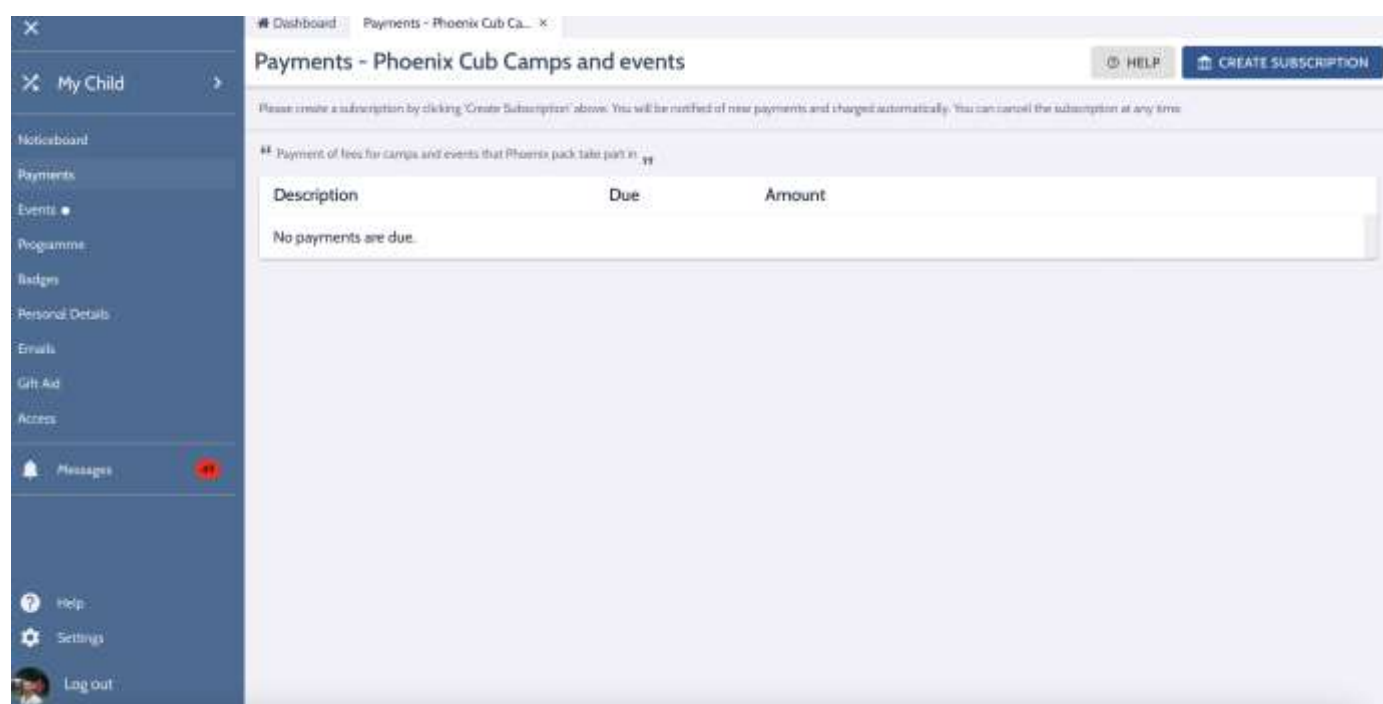 Dashboard
Payments - Phoenix Cub Ca... ×
Payments - Phoenix Cub Camps and events
HELP
CREATE SUBSCRIPTION
Please create a subscription by clicking 'Create Subscription' above. You will be notified of new payments and charged automatically. You can cancel the subscription at any time.
" Payment of fees for camps and events that Phoenix pack take part in "
Description Due Amount
No payments are due.
My Child
Noticeboard
Payments
Events
Programme
Badges
Personal Details
Emails
Gift Aid
Access
Messages
Help
Settings
Log out